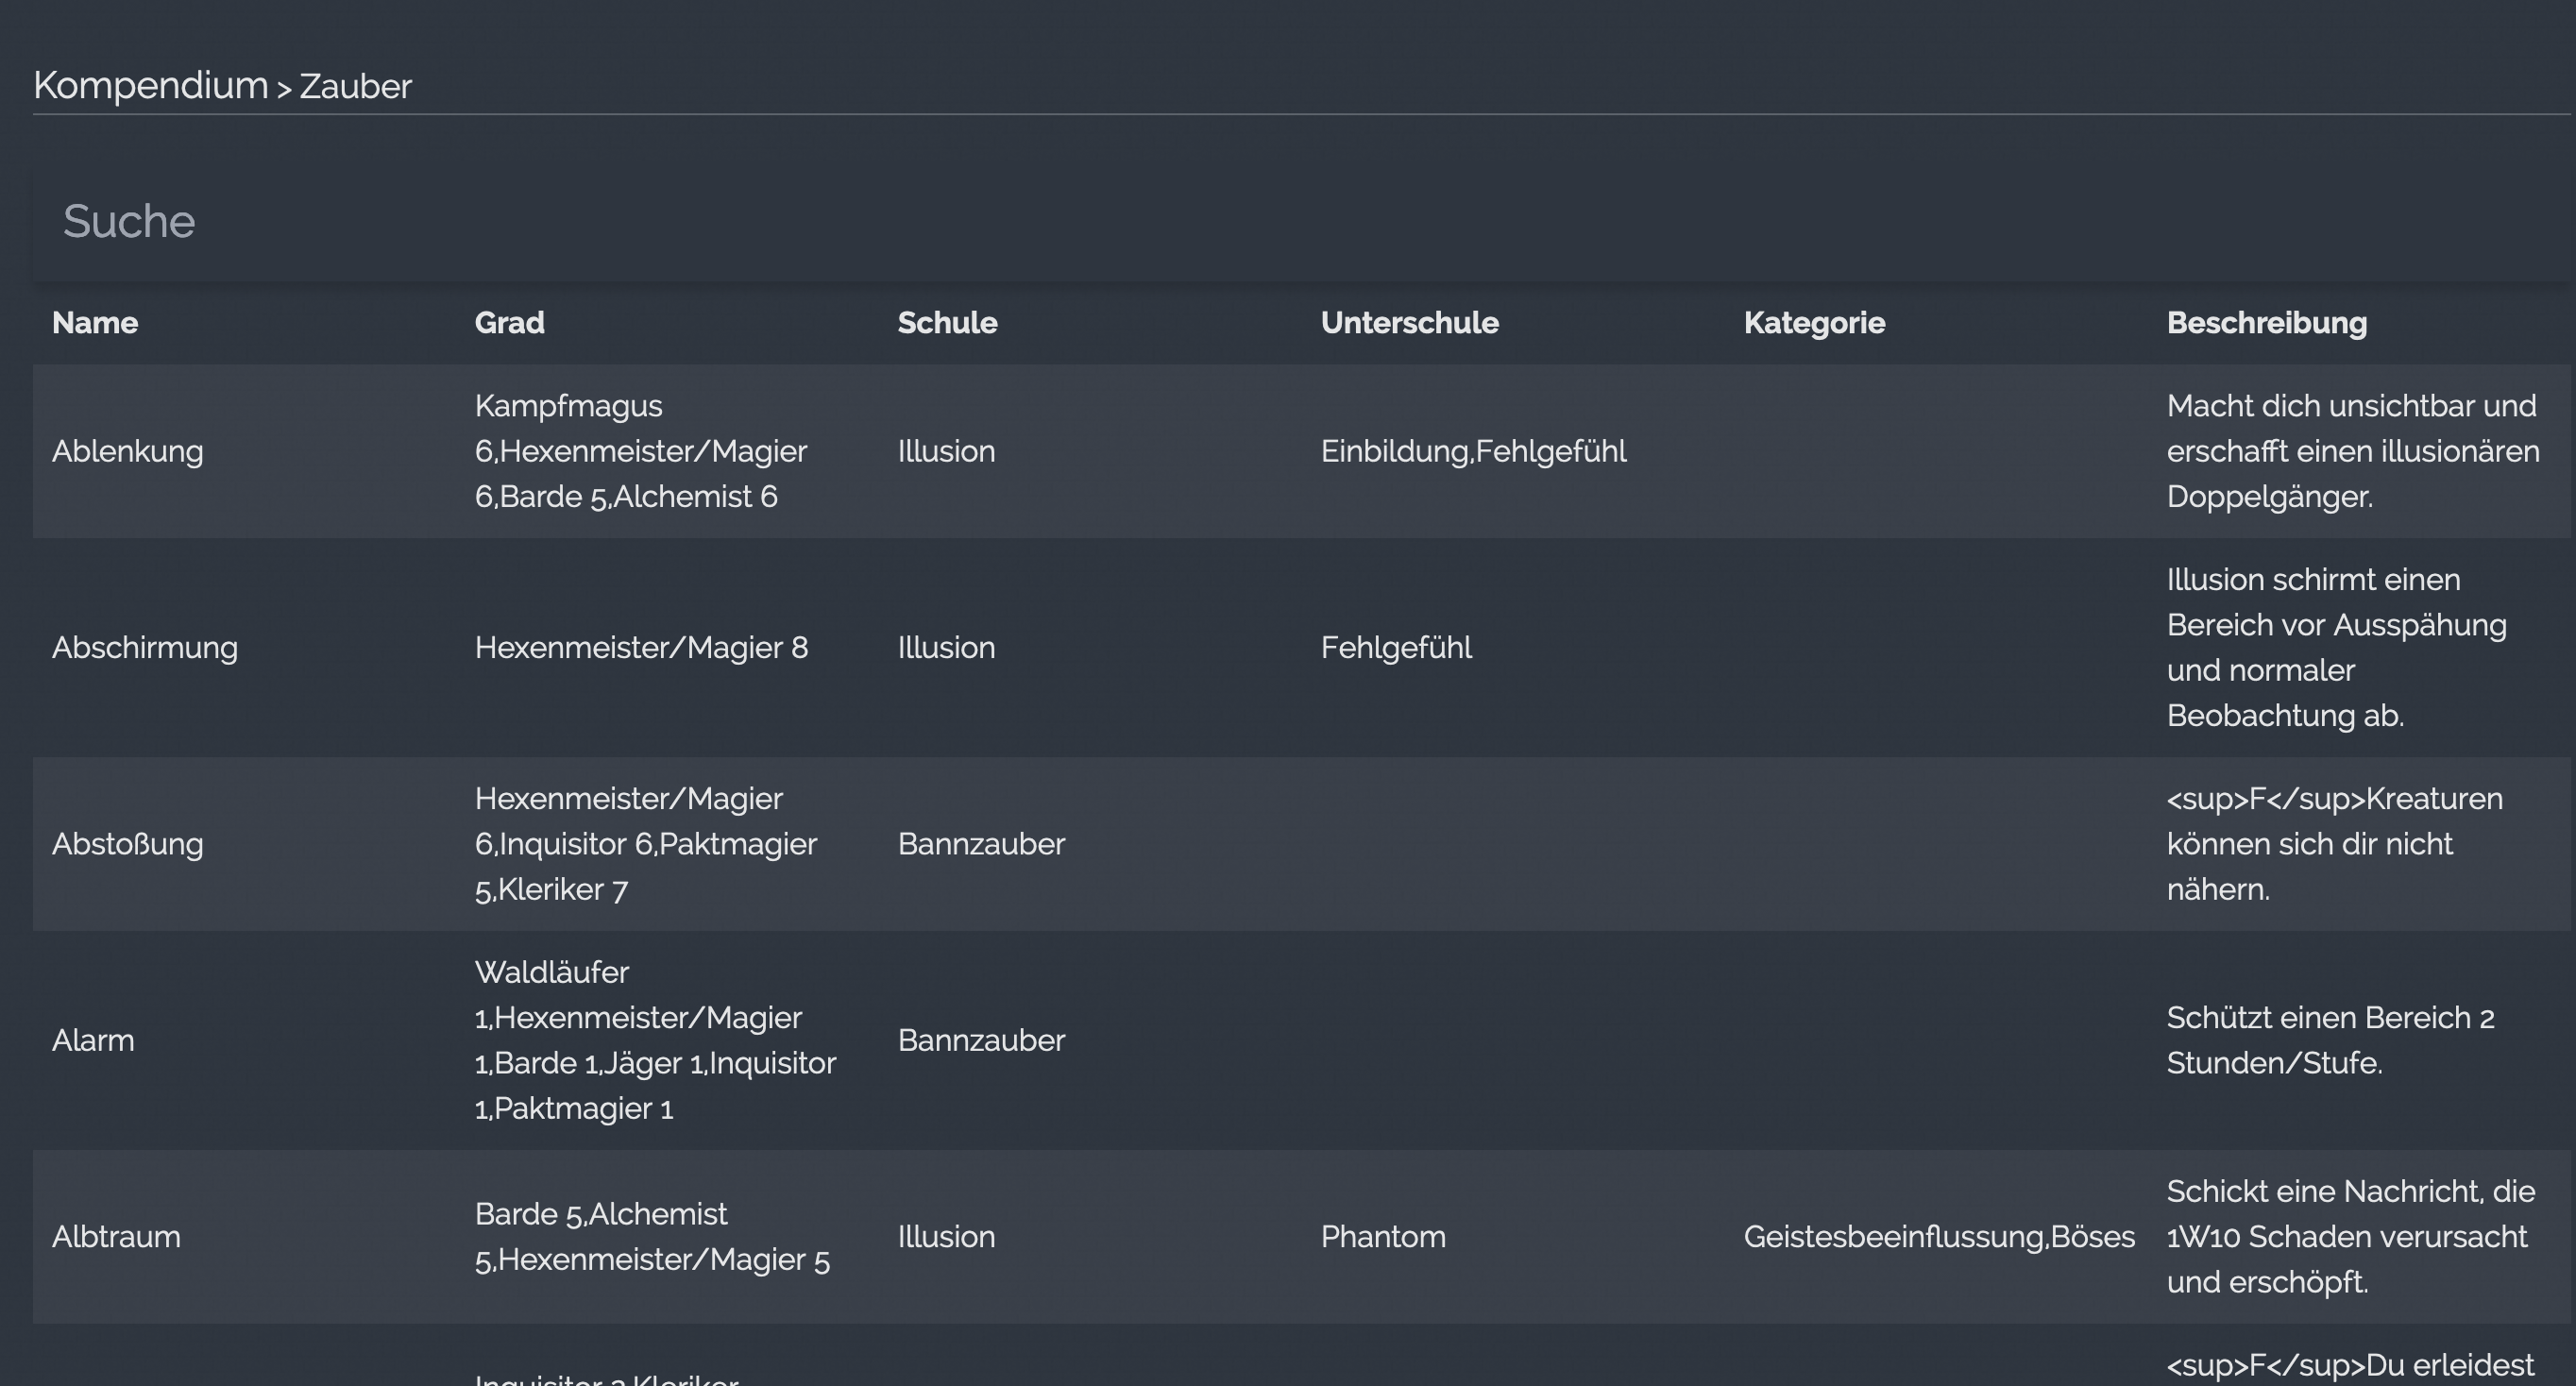 Kompendium > Zauber
Suche
Name Grad Schule Unterschule Kategorie Beschreibung
Ablenkung
Kampfmagus
6,Hexenmeister/Magier
6,Barde 5,Alchemist 6
Illusion
Einbildung,Fehlgefühl
Macht dich unsichtbar und
erschafft einen illusionären
Doppelgänger.
Abschirmung
Hexenmeister/Magier 8
Illusion
Fehlgefühl
Illusion schirmt einen
Bereich vor Ausspähung
und normaler
Beobachtung ab.
Abstoßung
Hexenmeister/Magier
6,Inquisitor 6,Paktmagier
5,Kleriker 7
Bannzauber
<sup>F</sup>Kreaturen
können sich dir nicht
nähern.
Alarm
Waldläufer
1,Hexenmeister/Magier
1,Barde 1,Jäger 1,Inquisitor
1,Paktmagier 1
Bannzauber
Schützt einen Bereich 2
Stunden/Stufe.
Albtraum
Barde 5,Alchemist
5,Hexenmeister/Magier 5
Illusion
Phantom
Geistesbeeinflussung,Böses
Schickt eine Nachricht, die
1W10 Schaden verursacht
und erschöpft.
<sup>F</sup>Du erleidest